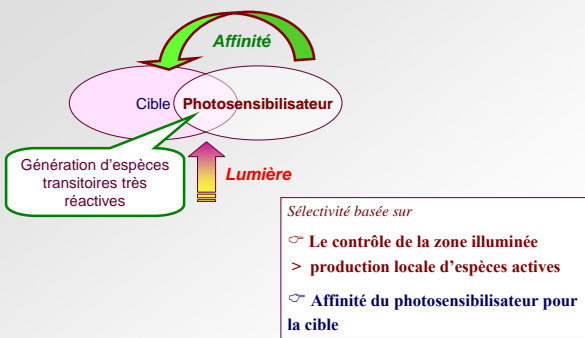 Affinité
Cible Photosensibilisateur
Génération d'espèces
transitoires très
réactives
Lumière
Sélectivité basée sur
☞ Le contrôle de la zone illuminée
> production locale d'espèces actives
☞ Affinité du photosensibilisateur pour
la cible